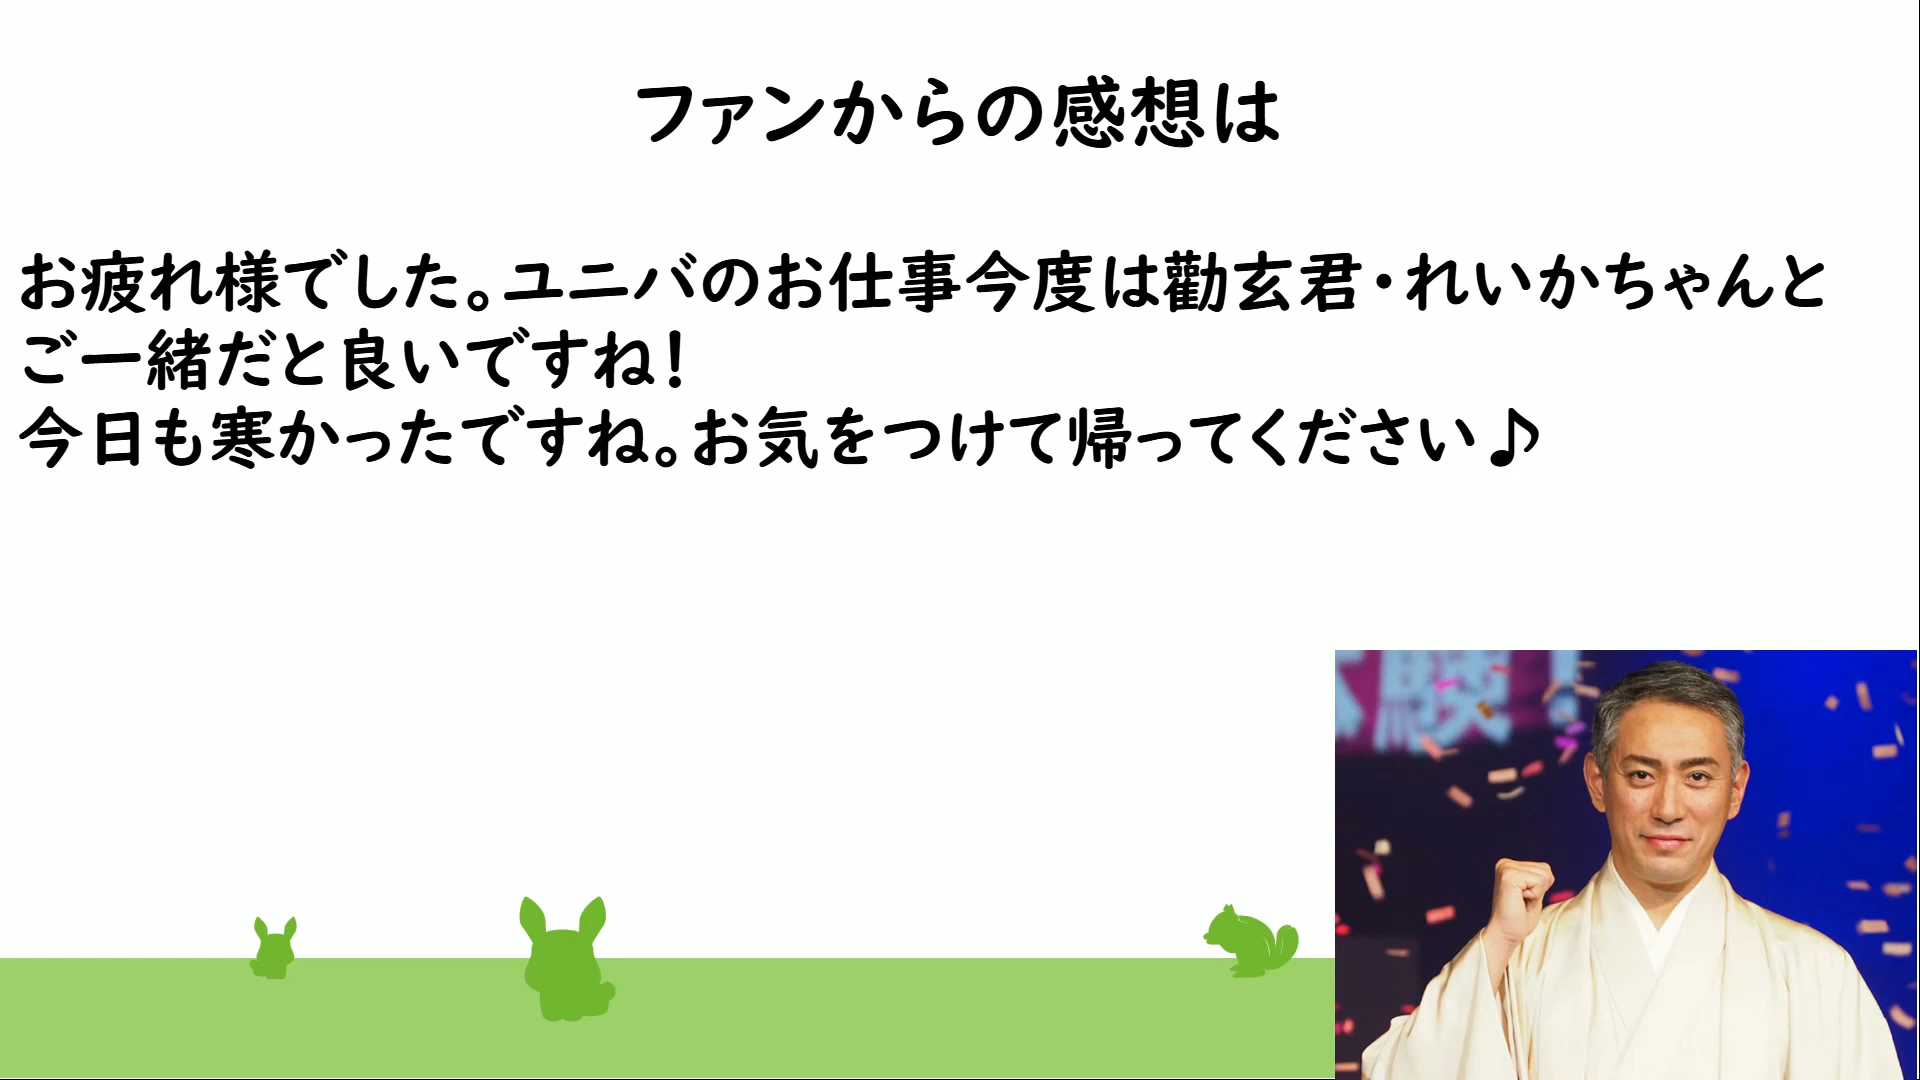 ファンからの感想は
お疲れ様でした。ユニバのお仕事今度は勸玄君・れいかちゃんと
ご一緒だと良いですね！
今日も寒かったですね。お気をつけて帰ってください♪
験！